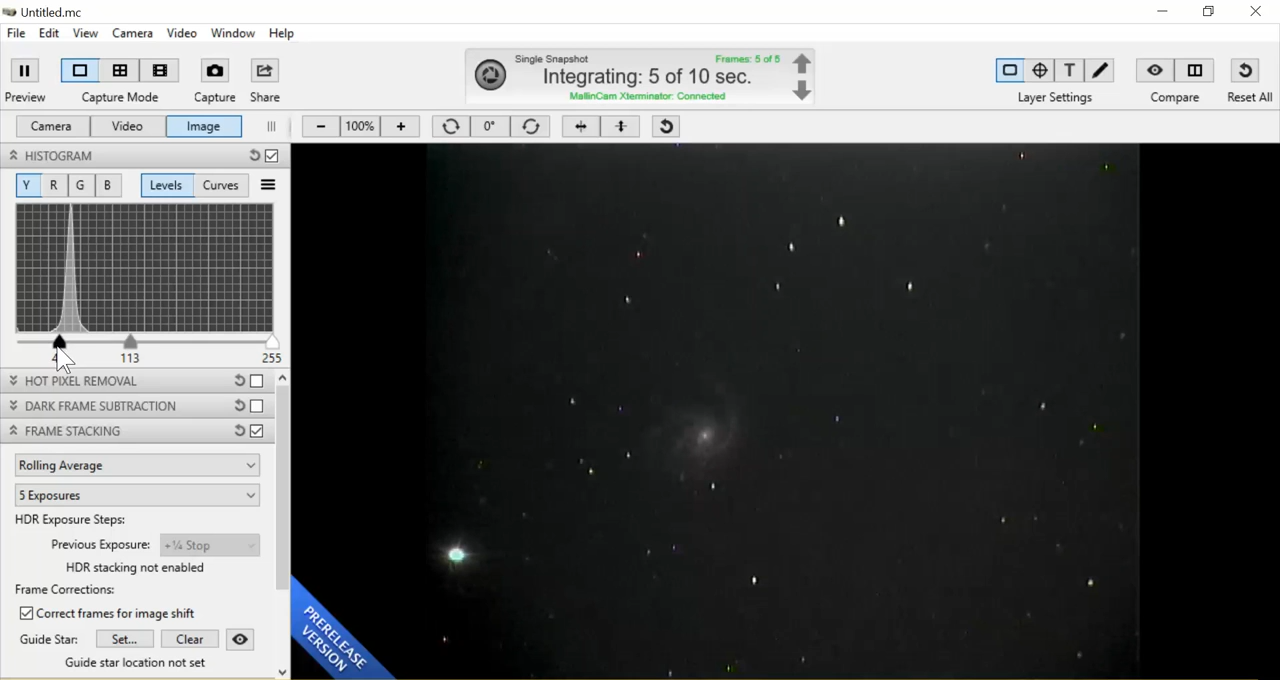 Untitled.mc
File Edit View Camera Video Window Help
Single Snapshot Frames: 5 of 5
Integrating: 5 of 10 sec.
MallinCam Xterminator: Connected
Preview Capture Mode Capture Share Layer Settings Compare Reset All
T
Camera Video Image − 100% + 0°
HISTOGRAM
Y R G B Levels Curves
113 255
HOT PIXEL REMOVAL
DARK FRAME SUBTRACTION
FRAME STACKING
Rolling Average
5 Exposures
HDR Exposure Steps:
Previous Exposure: +¼ Stop
HDR stacking not enabled
Frame Corrections:
Correct frames for image shift
Guide Star: Set... Clear
Guide star location not set
PRERELEASE
VERSION